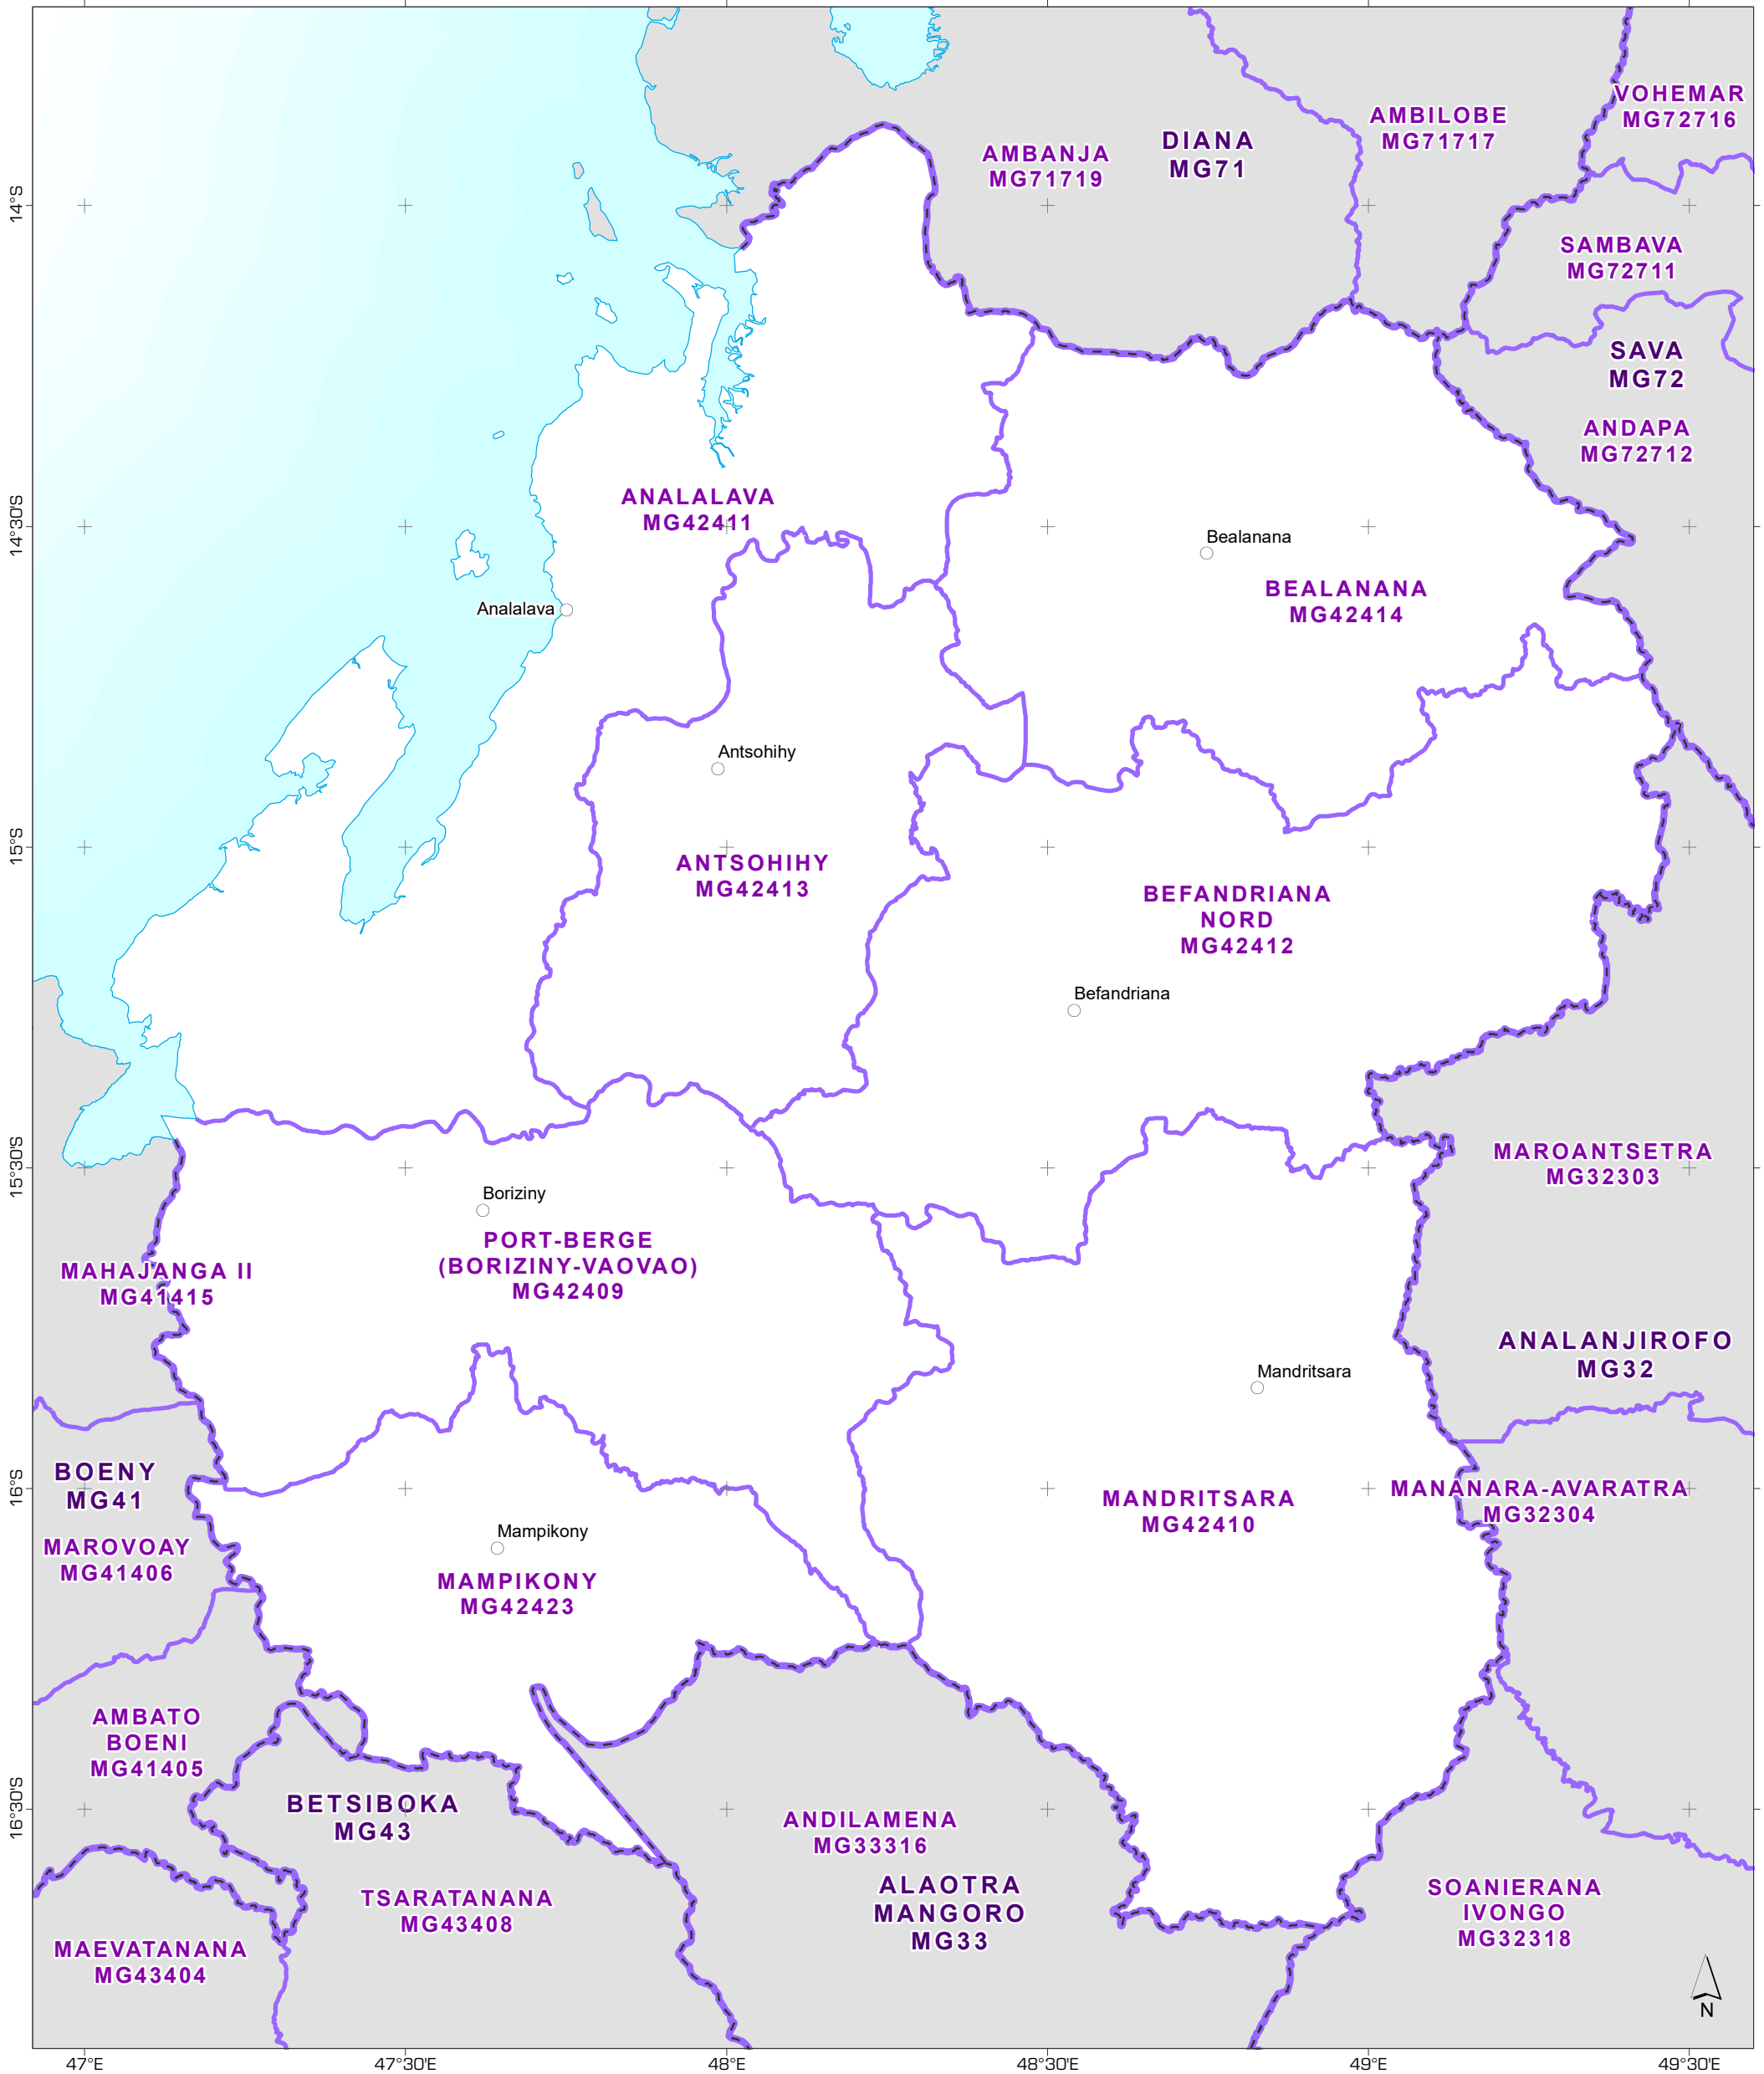 VOHEMAR
MG72716
AMBILOBE
MG71717
DIANA
MG71
AMBANJA
MG71719
14°S
SAMBAVA
MG72711
SAVA
MG72
ANDAPA
MG72712
ANALALAVA
MG42411
14°30'S
Bealanana
BEALANANA
MG42414
Analalava
Antsohihy
15°S
ANTSOHIHY
MG42413
BEFANDRIANA
NORD
MG42412
Befandriana
15°30'S
MAROANTSETRA
MG32303
Boriziny
PORT-BERGE
(BORIZINY-VAOVAO)
MG42409
MAHAJANGA II
MG41415
ANALANJIROFO
MG32
Mandritsara
BOENY
MG41
16°S
MANDRITSARA
MG42410
MANANARA-AVARATRA
MG32304
Mampikony
MAROVOAY
MG41406
MAMPIKONY
MG42423
AMBATO
BOENI
MG41405
BETSIBOKA
MG43
16°30'S
ANDILAMENA
MG33316
ALAOTRA
MANGORO
MG33
TSARATANANA
MG43408
SOANIERANA
IVONGO
MG32318
MAEVATANANA
MG43404
N
47°E
47°30'E
48°E
48°30'E
49°E
49°30'E